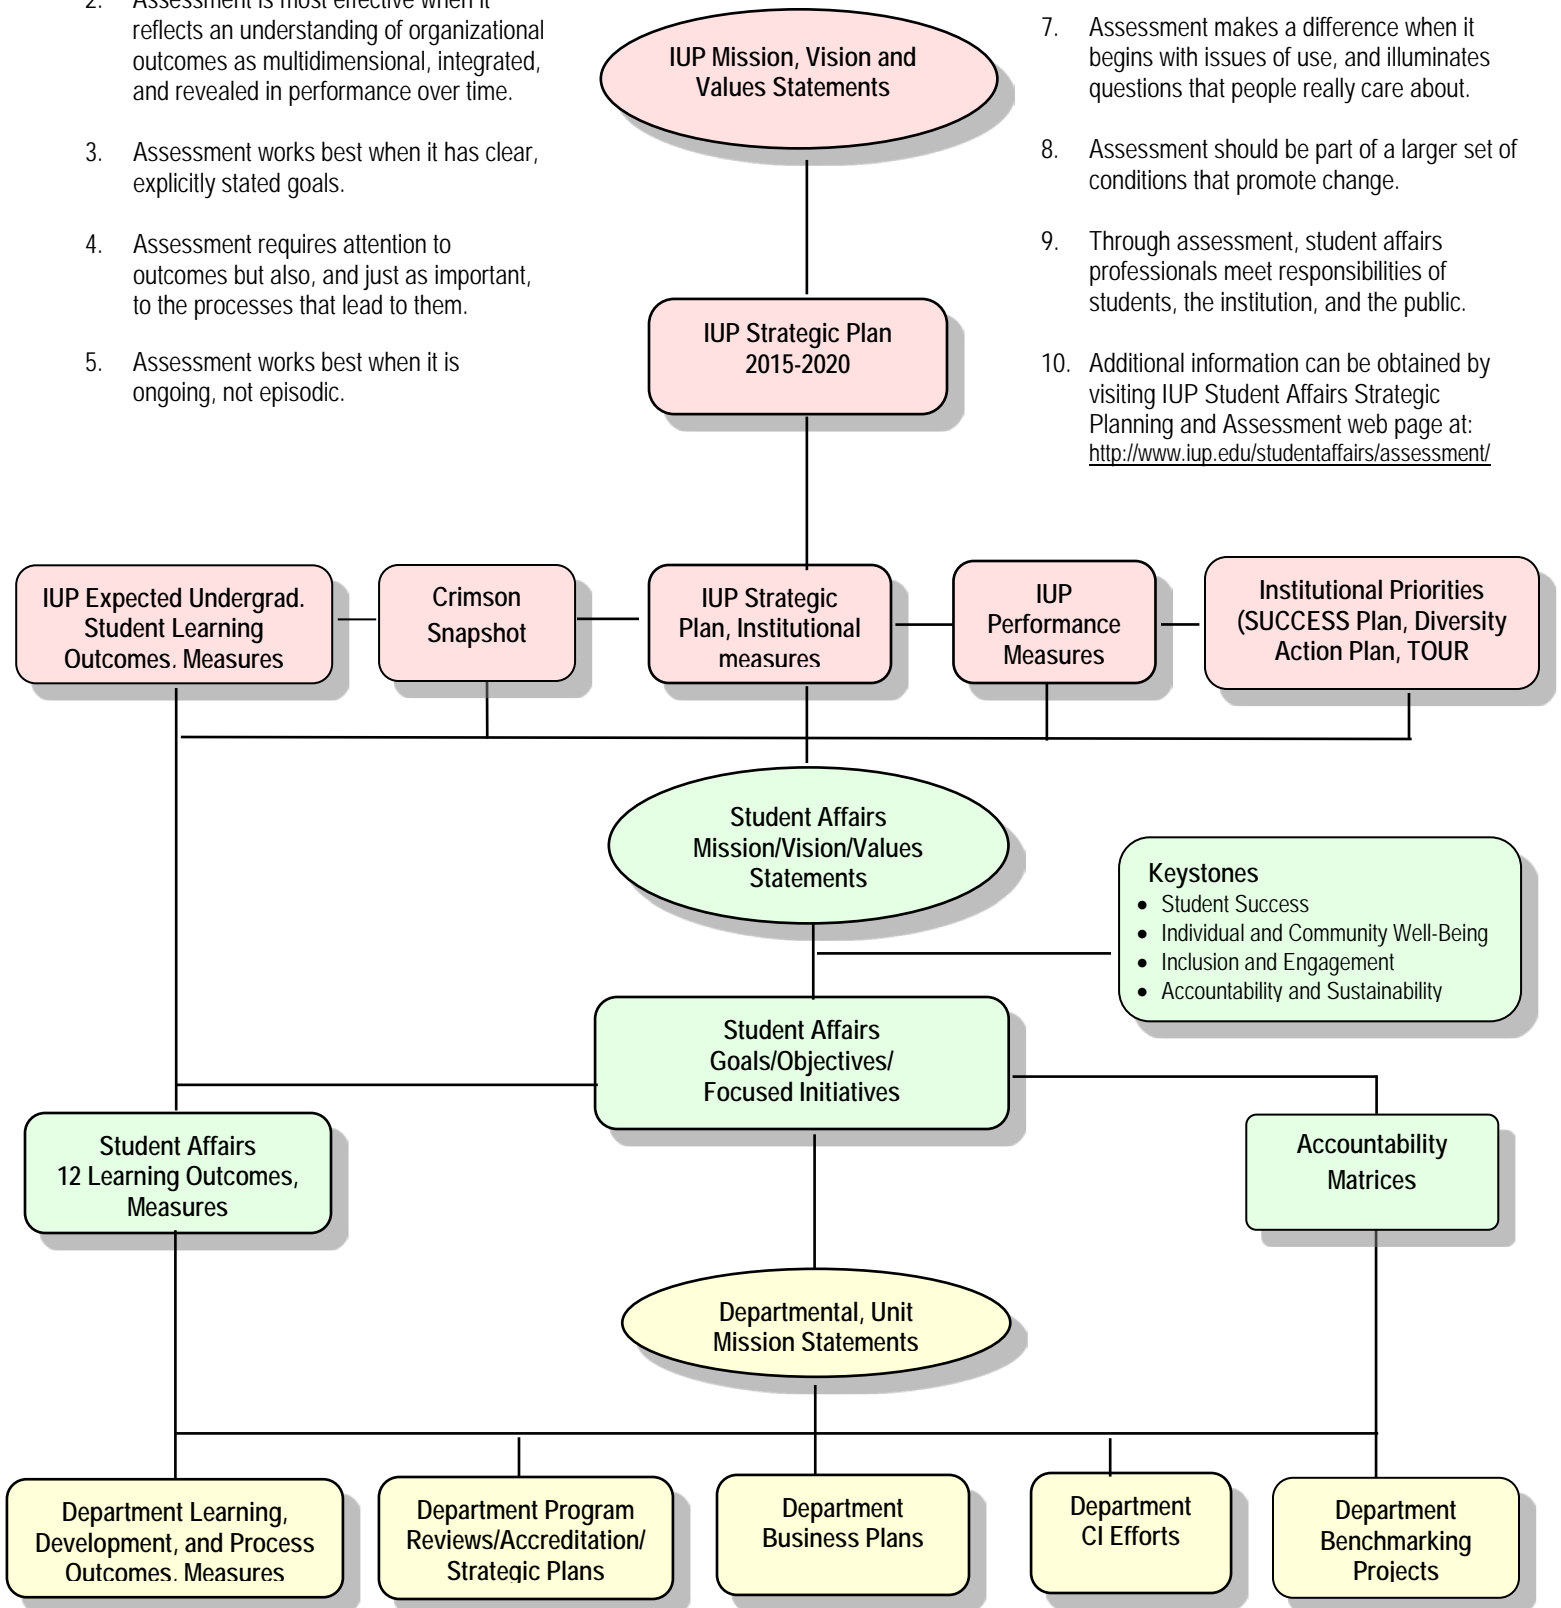 2. Assessment is most effective when it
reflects an understanding of organizational
outcomes as multidimensional, integrated,
and revealed in performance over time.
3. Assessment works best when it has clear,
explicitly stated goals.
4. Assessment requires attention to
outcomes but also, and just as important,
to the processes that lead to them.
5. Assessment works best when it is
ongoing, not episodic.
IUP Mission, Vision and
Values Statements
7. Assessment makes a difference when it
begins with issues of use, and illuminates
questions that people really care about.
8. Assessment should be part of a larger set of
conditions that promote change.
9. Through assessment, student affairs
professionals meet responsibilities of
students, the institution, and the public.
10. Additional information can be obtained by
visiting IUP Student Affairs Strategic
Planning and Assessment web page at:
http://www.iup.edu/studentaffairs/assessment/
IUP Strategic Plan
2015-2020
IUP Expected Undergrad.
Student Learning
Outcomes. Measures
Crimson
Snapshot
IUP Strategic
Plan, Institutional
measures
IUP
Performance
Measures
Institutional Priorities
(SUCCESS Plan, Diversity
Action Plan, TOUR
Student Affairs
Mission/Vision/Values
Statements
Keystones
• Student Success
• Individual and Community Well-Being
• Inclusion and Engagement
• Accountability and Sustainability
Student Affairs
Goals/Objectives/
Focused Initiatives
Student Affairs
12 Learning Outcomes,
Measures
Accountability
Matrices
Departmental, Unit
Mission Statements
Department Learning,
Development, and Process
Outcomes. Measures
Department Program
Reviews/Accreditation/
Strategic Plans
Department
Business Plans
Department
CI Efforts
Department
Benchmarking
Projects